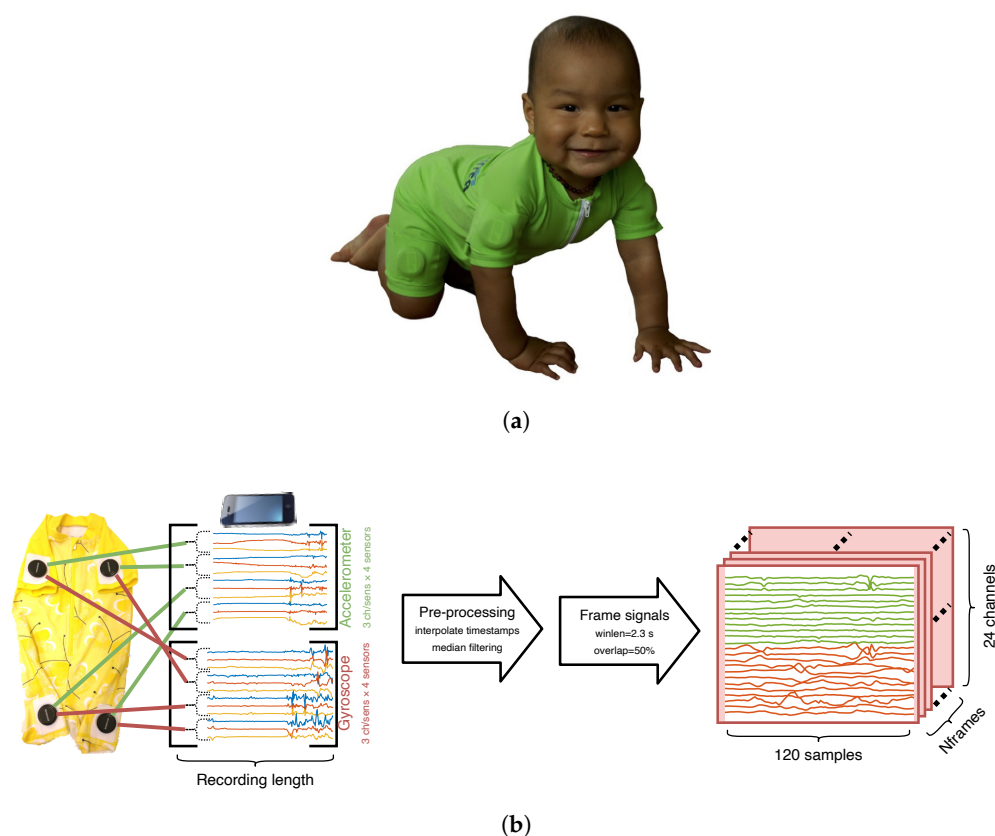 (a)
Accelerometer
3 ch/sens × 4 sensors
Gyroscope
3 ch/sens × 4 sensors
Recording length
Pre-processing
interpolate timestamps
median filtering
Frame signals
winlen=2.3 s
overlap=50%
24 channels
Nframes
120 samples
(b)